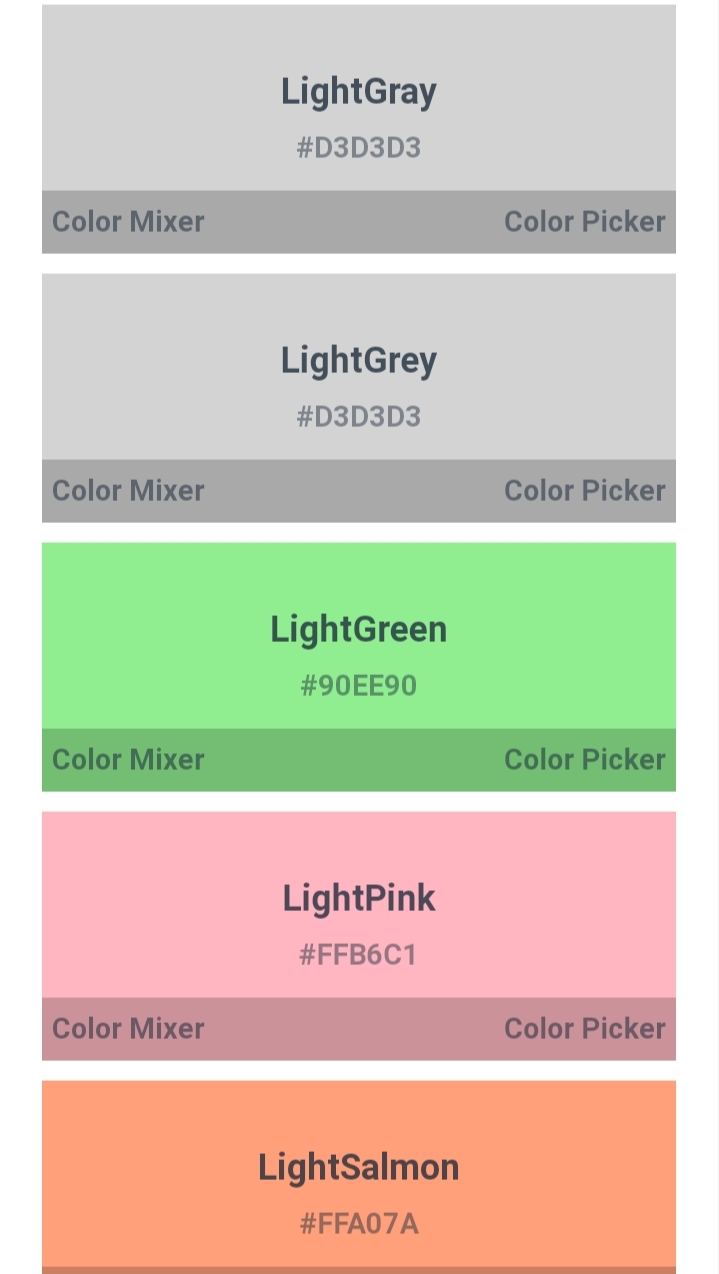 LightGray
#D3D3D3
Color Mixer Color Picker
LightGrey
#D3D3D3
Color Mixer Color Picker
LightGreen
#90EE90
Color Mixer Color Picker
LightPink
#FFB6C1
Color Mixer Color Picker
LightSalmon
#FFA07A